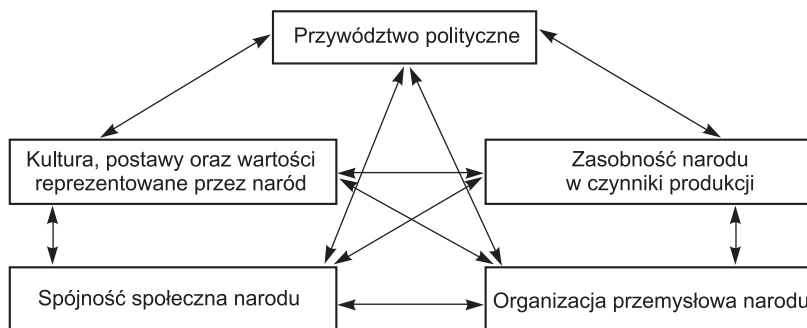 Przywództwo polityczne
Kultura, postawy oraz wartości
reprezentowane przez naród
Zasobność narodu
w czynniki produkcji
Spójność społeczna narodu
Organizacja przemysłowa narodu